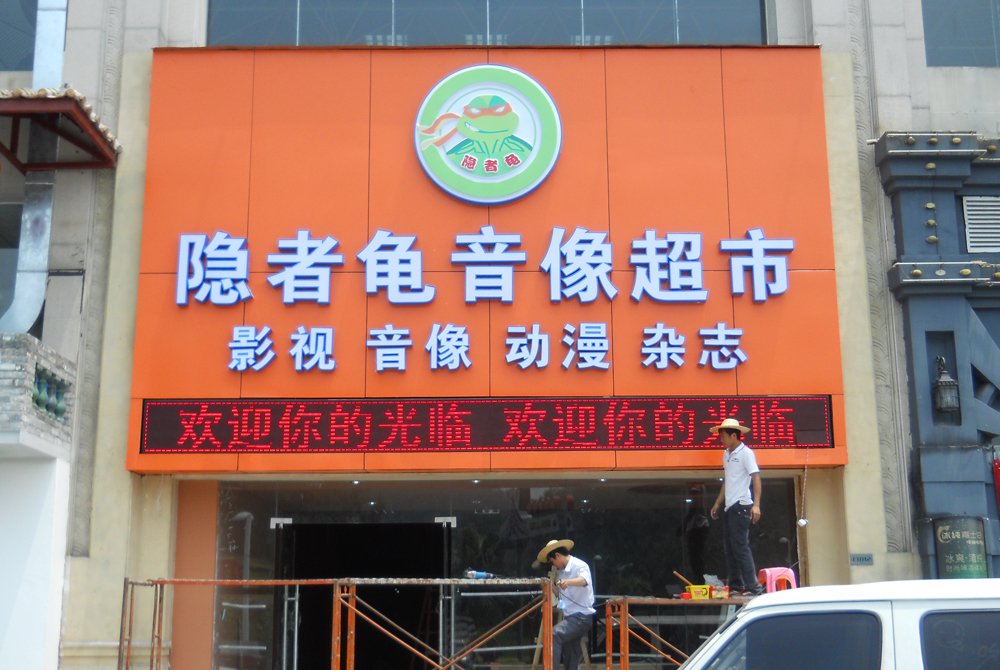 隐者龟
隐者龟音像超市
影视 音像 动漫 杂志
欢迎你的光临 欢迎你的光临